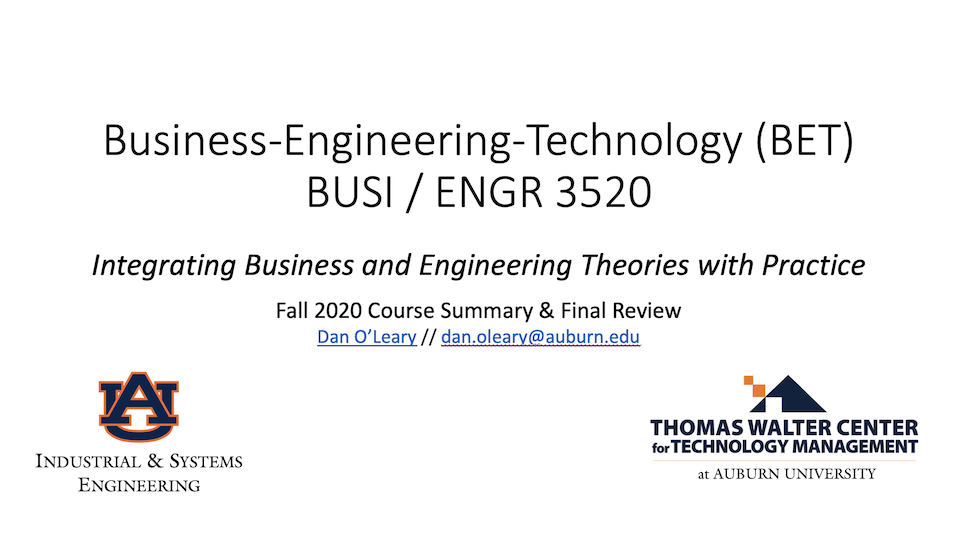 Business-Engineering-Technology (BET)
BUSI / ENGR 3520
Integrating Business and Engineering Theories with Practice
Fall 2020 Course Summary & Final Review
Dan O’Leary // dan.oleary@auburn.edu
AU
INDUSTRIAL & SYSTEMS
ENGINEERING
THOMAS WALTER CENTER
for TECHNOLOGY MANAGEMENT
at AUBURN UNIVERSITY